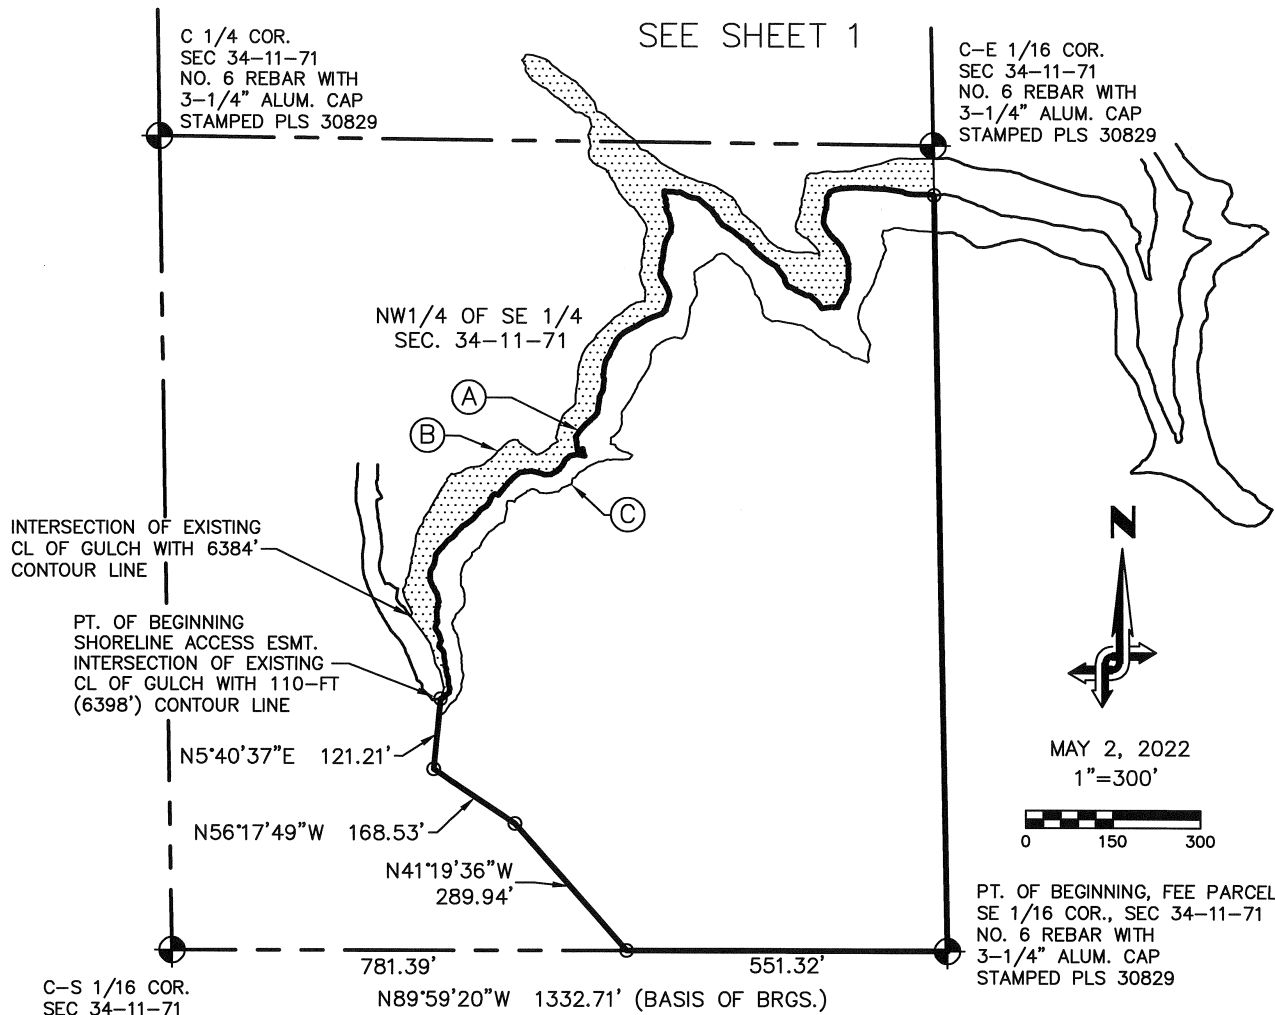 SEE SHEET 1
C 1/4 COR.
SEC 34-11-71
NO. 6 REBAR WITH
3-1/4" ALUM. CAP
STAMPED PLS 30829
C-E 1/16 COR.
SEC 34-11-71
NO. 6 REBAR WITH
3-1/4" ALUM. CAP
STAMPED PLS 30829
NW1/4 OF SE 1/4
SEC. 34-11-71
A
B
C
INTERSECTION OF EXISTING
CL OF GULCH WITH 6384'
CONTOUR LINE
PT. OF BEGINNING
SHORELINE ACCESS ESMT.
INTERSECTION OF EXISTING
CL OF GULCH WITH 110-FT
(6398') CONTOUR LINE
N
N5°40'37"E 121.21'
MAY 2, 2022
1"=300'
0 150 300
N56°17'49"W 168.53'
N41°19'36"W
289.94'
PT. OF BEGINNING, FEE PARCEL
SE 1/16 COR., SEC 34-11-71
NO. 6 REBAR WITH
3-1/4" ALUM. CAP
STAMPED PLS 30829
781.39' 551.32'
N89°59'20"W 1332.71' (BASIS OF BRGS.)
C-S 1/16 COR.
SEC 34-11-71